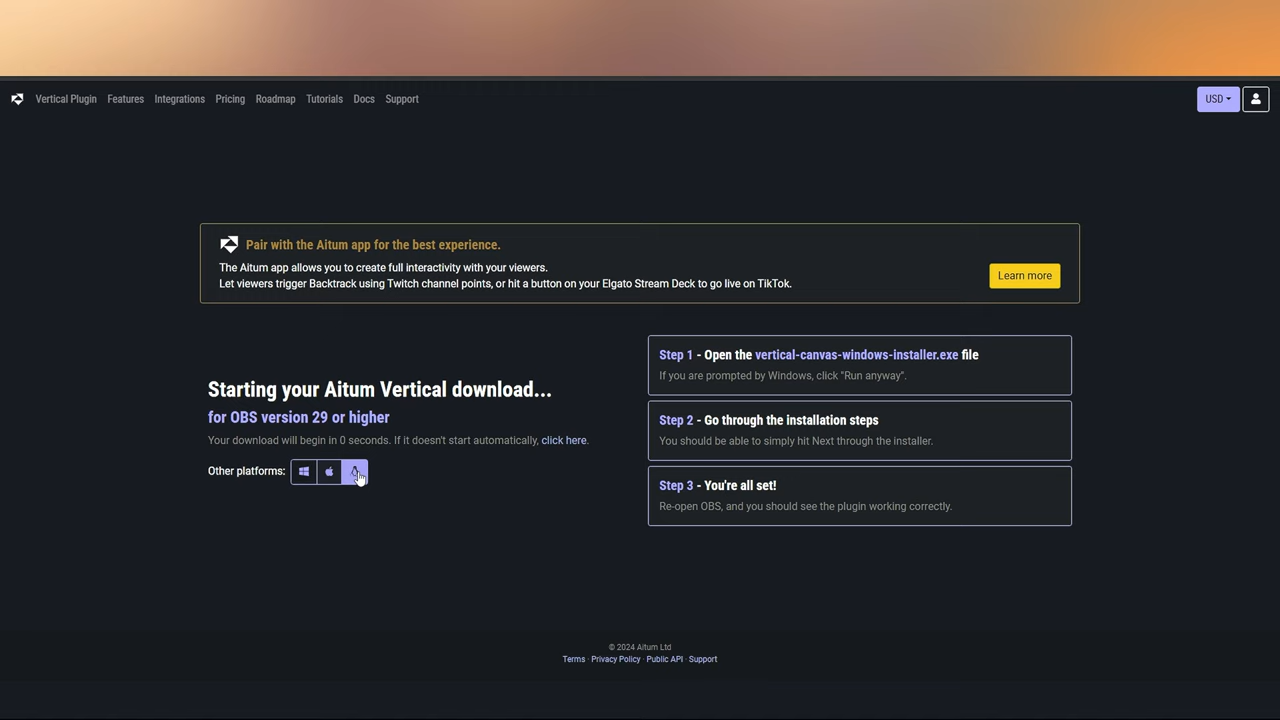 Vertical Plugin Features Integrations Pricing Roadmap Tutorials Docs Support USD
Pair with the Aitum app for the best experience.
The Aitum app allows you to create full interactivity with your viewers.
Let viewers trigger Backtrack using Twitch channel points, or hit a button on your Elgato Stream Deck to go live on TikTok.
Learn more
Starting your Aitum Vertical download...
for OBS version 29 or higher
Your download will begin in 0 seconds. If it doesn't start automatically, click here.
Other platforms:
Step 1 - Open the vertical-canvas-windows-installer.exe file
If you are prompted by Windows, click "Run anyway".
Step 2 - Go through the installation steps
You should be able to simply hit Next through the installer.
Step 3 - You're all set!
Re-open OBS, and you should see the plugin working correctly.
© 2024 Aitum Ltd
Terms · Privacy Policy · Public API · Support